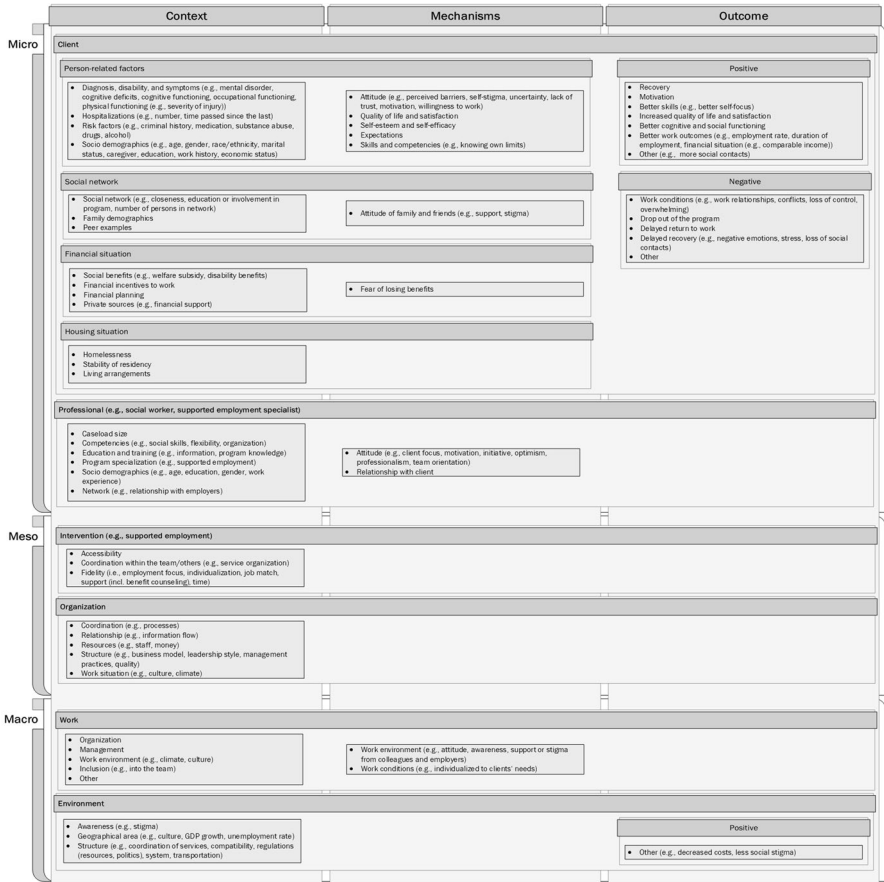 Context
Mechanisms
Outcome
Micro
Client
Person-related factors
• Diagnosis, disability, and symptoms (e.g., mental disorder,
cognitive deficits, cognitive functioning, occupational functioning,
physical functioning (e.g., severity of injury))
• Hospitalizations (e.g., number, time passed since the last)
• Risk factors (e.g., criminal history, medication, substance abuse,
drugs, alcohol)
• Socio demographics (e.g., age, gender, race/ethnicity, marital
status, caregiver, education, work history, economic status)
• Attitude (e.g., perceived barriers, self-stigma, uncertainty, lack of
trust, motivation, willingness to work)
• Quality of life and satisfaction
• Self-esteem and self-efficacy
• Expectations
• Skills and competencies (e.g., knowing own limits)
Positive
• Recovery
• Motivation
• Better skills (e.g., better self-focus)
• Increased quality of life and satisfaction
• Better cognitive and social functioning
• Better work outcomes (e.g., employment rate, duration of
employment, financial situation (e.g., comparable income))
• Other (e.g., more social contacts)
Social network
• Social network (e.g., closeness, education or involvement in
program, number of persons in network)
• Family demographics
• Peer examples
• Attitude of family and friends (e.g., support, stigma)
Negative
• Work conditions (e.g., work relationships, conflicts, loss of control,
overwhelming)
• Drop out of the program
• Delayed return to work
• Delayed recovery (e.g., negative emotions, stress, loss of social
contacts)
• Other
Financial situation
• Social benefits (e.g., welfare subsidy, disability benefits)
• Financial incentives to work
• Financial planning
• Private sources (e.g., financial support)
• Fear of losing benefits
Housing situation
• Homelessness
• Stability of residency
• Living arrangements
Professional (e.g., social worker, supported employment specialist)
• Caseload size
• Competencies (e.g., social skills, flexibility, organization)
• Education and training (e.g., information, program knowledge)
• Program specialization (e.g., supported employment)
• Socio demographics (e.g., age, education, gender, work
experience)
• Network (e.g., relationship with employers)
• Attitude (e.g., client focus, motivation, initiative, optimism,
professionalism, team orientation)
• Relationship with client
Meso
Intervention (e.g., supported employment)
• Accessibility
• Coordination within the team/others (e.g., service organization)
• Fidelity (i.e., employment focus, individualization, job match,
support (incl. benefit counseling), time)
Organization
• Coordination (e.g., processes)
• Relationship (e.g., information flow)
• Resources (e.g., staff, money)
• Structure (e.g., business model, leadership style, management
practices, quality)
• Work situation (e.g., culture, climate)
Macro
Work
• Organization
• Management
• Work environment (e.g., climate, culture)
• Inclusion (e.g., into the team)
• Other
• Work environment (e.g., attitude, awareness, support or stigma
from colleagues and employers)
• Work conditions (e.g., individualized to clients' needs)
Environment
• Awareness (e.g., stigma)
• Geographical area (e.g., culture, GDP growth, unemployment rate)
• Structure (e.g., coordination of services, compatibility, regulations
(resources, politics), system, transportation)
Positive
• Other (e.g., decreased costs, less social stigma)